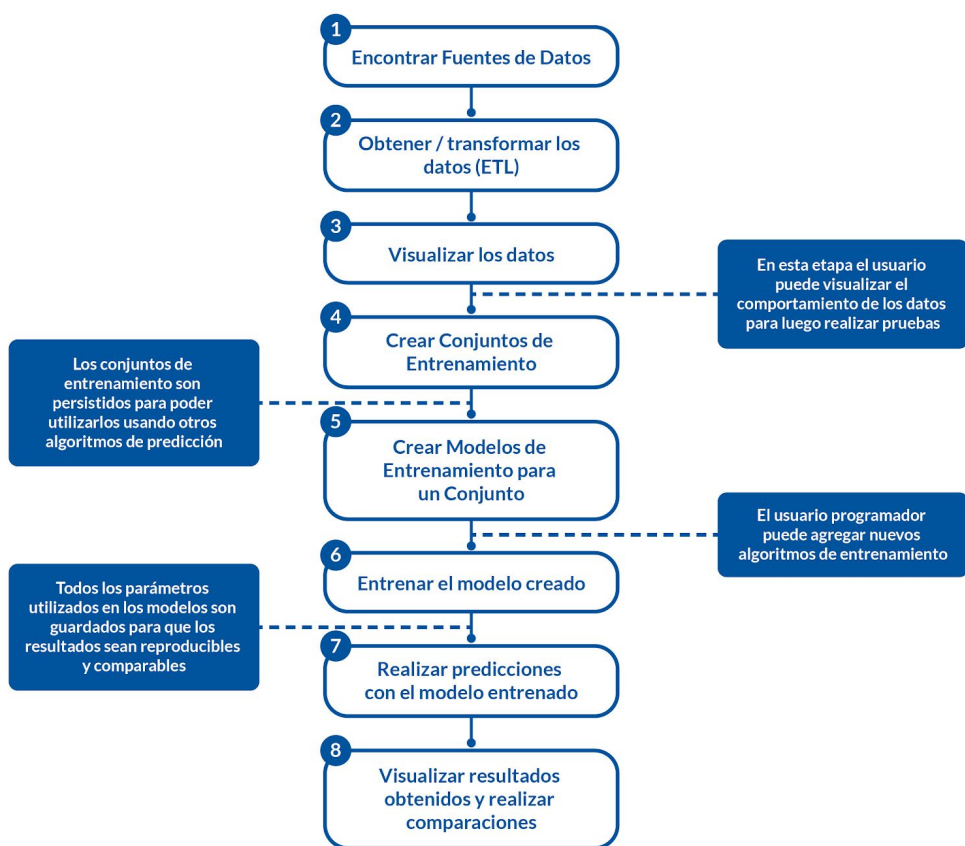 1
Encontrar Fuentes de Datos
2
Obtener / transformar los
datos (ETL)
3
Visualizar los datos
En esta etapa el usuario
puede visualizar el
comportamiento de los datos
para luego realizar pruebas
4
Crear Conjuntos de
Entrenamiento
Los conjuntos de
entrenamiento son
persistidos para poder
utilizarlos usando otros
algoritmos de predicción
5
Crear Modelos de
Entrenamiento para
un Conjunto
El usuario programador
puede agregar nuevos
algoritmos de entrenamiento
6
Entrenar el modelo creado
Todos los parámetros
utilizados en los modelos son
guardados para que los
resultados sean reproducibles
y comparables
7
Realizar predicciones
con el modelo entrenado
8
Visualizar resultados
obtenidos y realizar
comparaciones